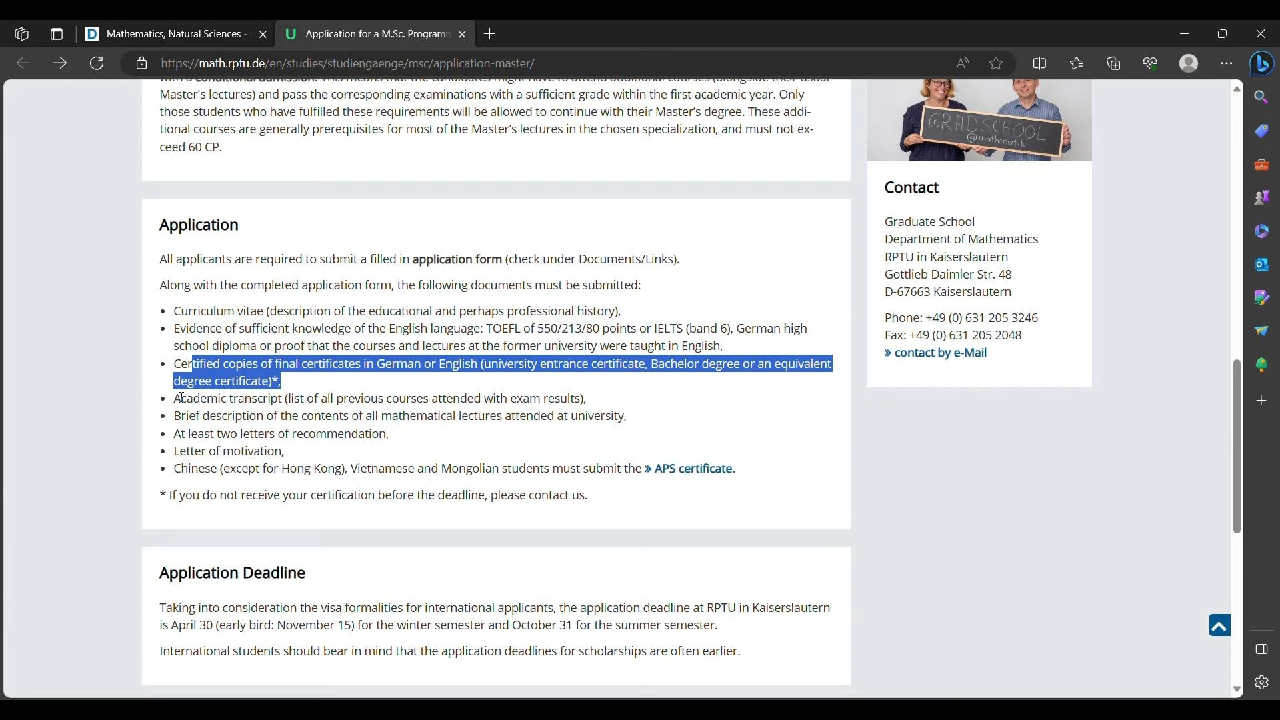 Mathematics, Natural Sciences -
Application for a M.Sc. Programm
https://math.rptu.de/en/studies/studiengaenge/msc/application-master/
Master's lectures) and pass the corresponding examinations with a sufficient grade within the first academic year. Only
those students who have fulfilled these requirements will be allowed to continue with their Master's degree. These addi-
tional courses are generally prerequisites for most of the Master's lectures in the chosen specialization, and must not ex-
ceed 60 CP.
GRADSCHOOL
@mathematik
Application
All applicants are required to submit a filled in application form (check under Documents/Links).
Along with the completed application form, the following documents must be submitted:
• Curriculum vitae (description of the educational and perhaps professional history),
• Evidence of sufficient knowledge of the English language: TOEFL of 550/213/80 points or IELTS (band 6), German high
school diploma or proof that the courses and lectures at the former university were taught in English,
• Certified copies of final certificates in German or English (university entrance certificate, Bachelor degree or an equivalent
degree certificate)*,
• Academic transcript (list of all previous courses attended with exam results),
• Brief description of the contents of all mathematical lectures attended at university,
• At least two letters of recommendation,
• Letter of motivation,
• Chinese (except for Hong Kong), Vietnamese and Mongolian students must submit the » APS certificate.
* If you do not receive your certification before the deadline, please contact us.
Application Deadline
Taking into consideration the visa formalities for international applicants, the application deadline at RPTU in Kaiserslautern
is April 30 (early bird: November 15) for the winter semester and October 31 for the summer semester.
International students should bear in mind that the application deadlines for scholarships are often earlier.
Contact
Graduate School
Department of Mathematics
RPTU in Kaiserslautern
Gottlieb Daimler Str. 48
D-67663 Kaiserslautern
Phone: +49 (0) 631 205 3246
Fax: +49 (0) 631 205 2048
» contact by e-Mail